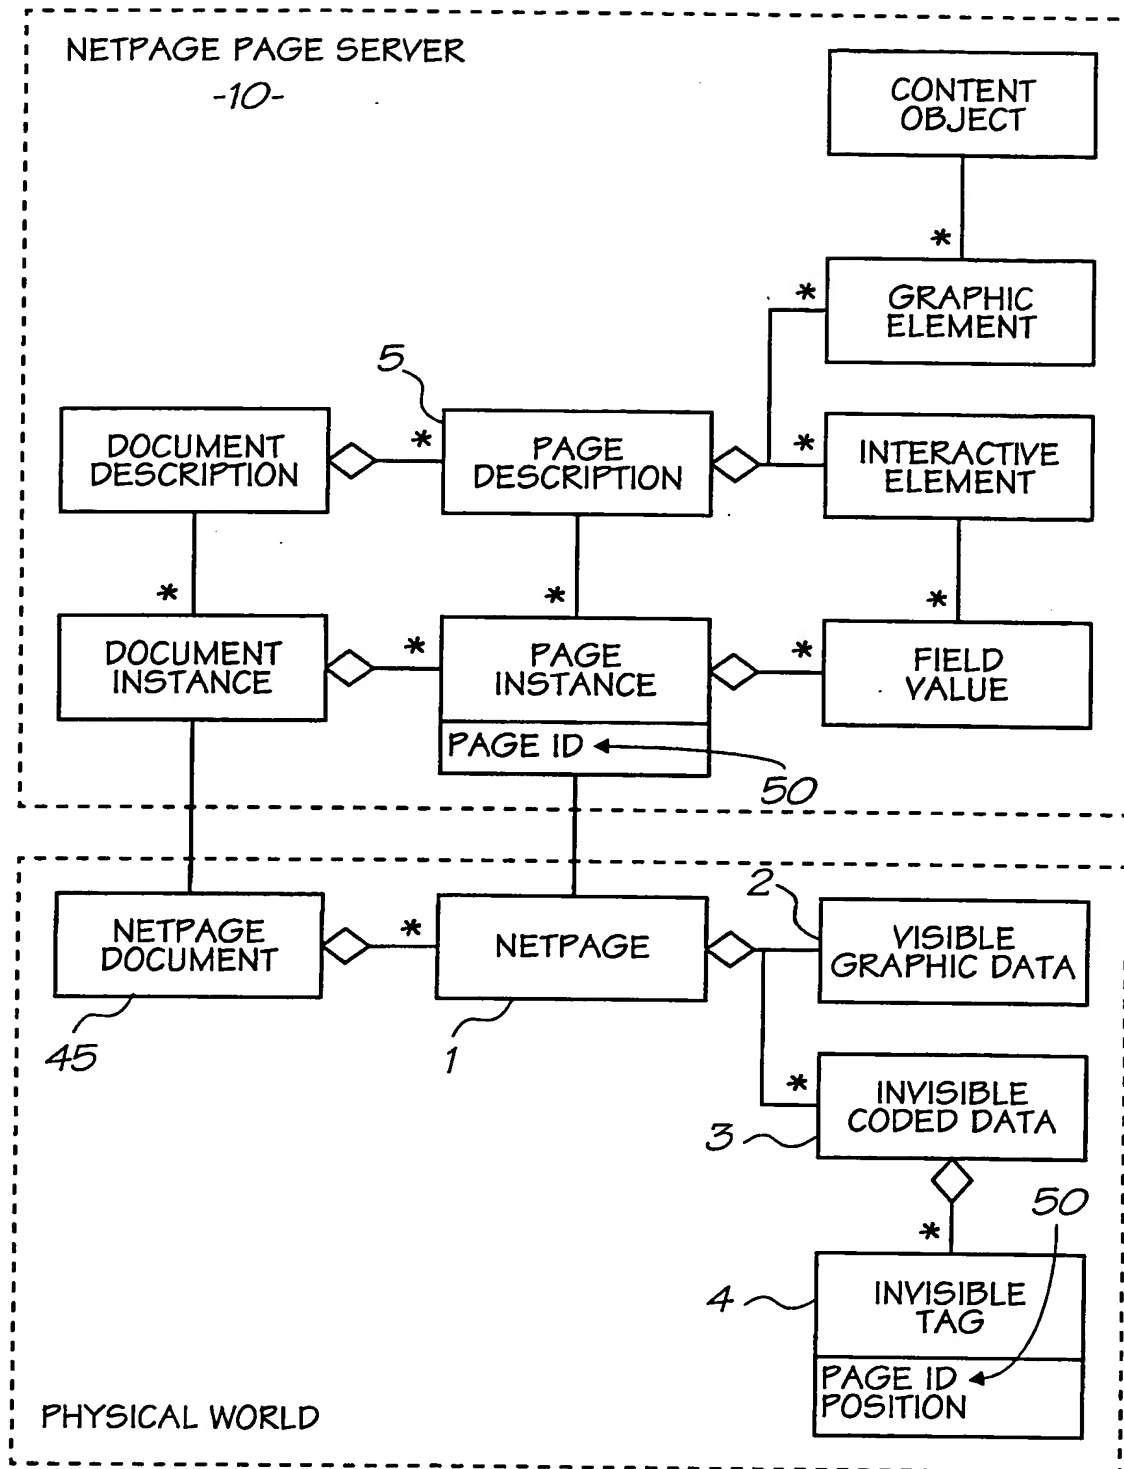 NETPAGE PAGE SERVER
-10-
CONTENT
OBJECT
*
*
GRAPHIC
ELEMENT
5
DOCUMENT
DESCRIPTION
*
PAGE
DESCRIPTION
*
INTERACTIVE
ELEMENT
*
*
*
DOCUMENT
INSTANCE
*
PAGE
INSTANCE
*
FIELD
VALUE
PAGE ID
50
2
NETPAGE
DOCUMENT
*
NETPAGE
VISIBLE
GRAPHIC DATA
45
1
*
INVISIBLE
CODED DATA
3
50
*
4
INVISIBLE
TAG
PAGE ID
POSITION
PHYSICAL WORLD